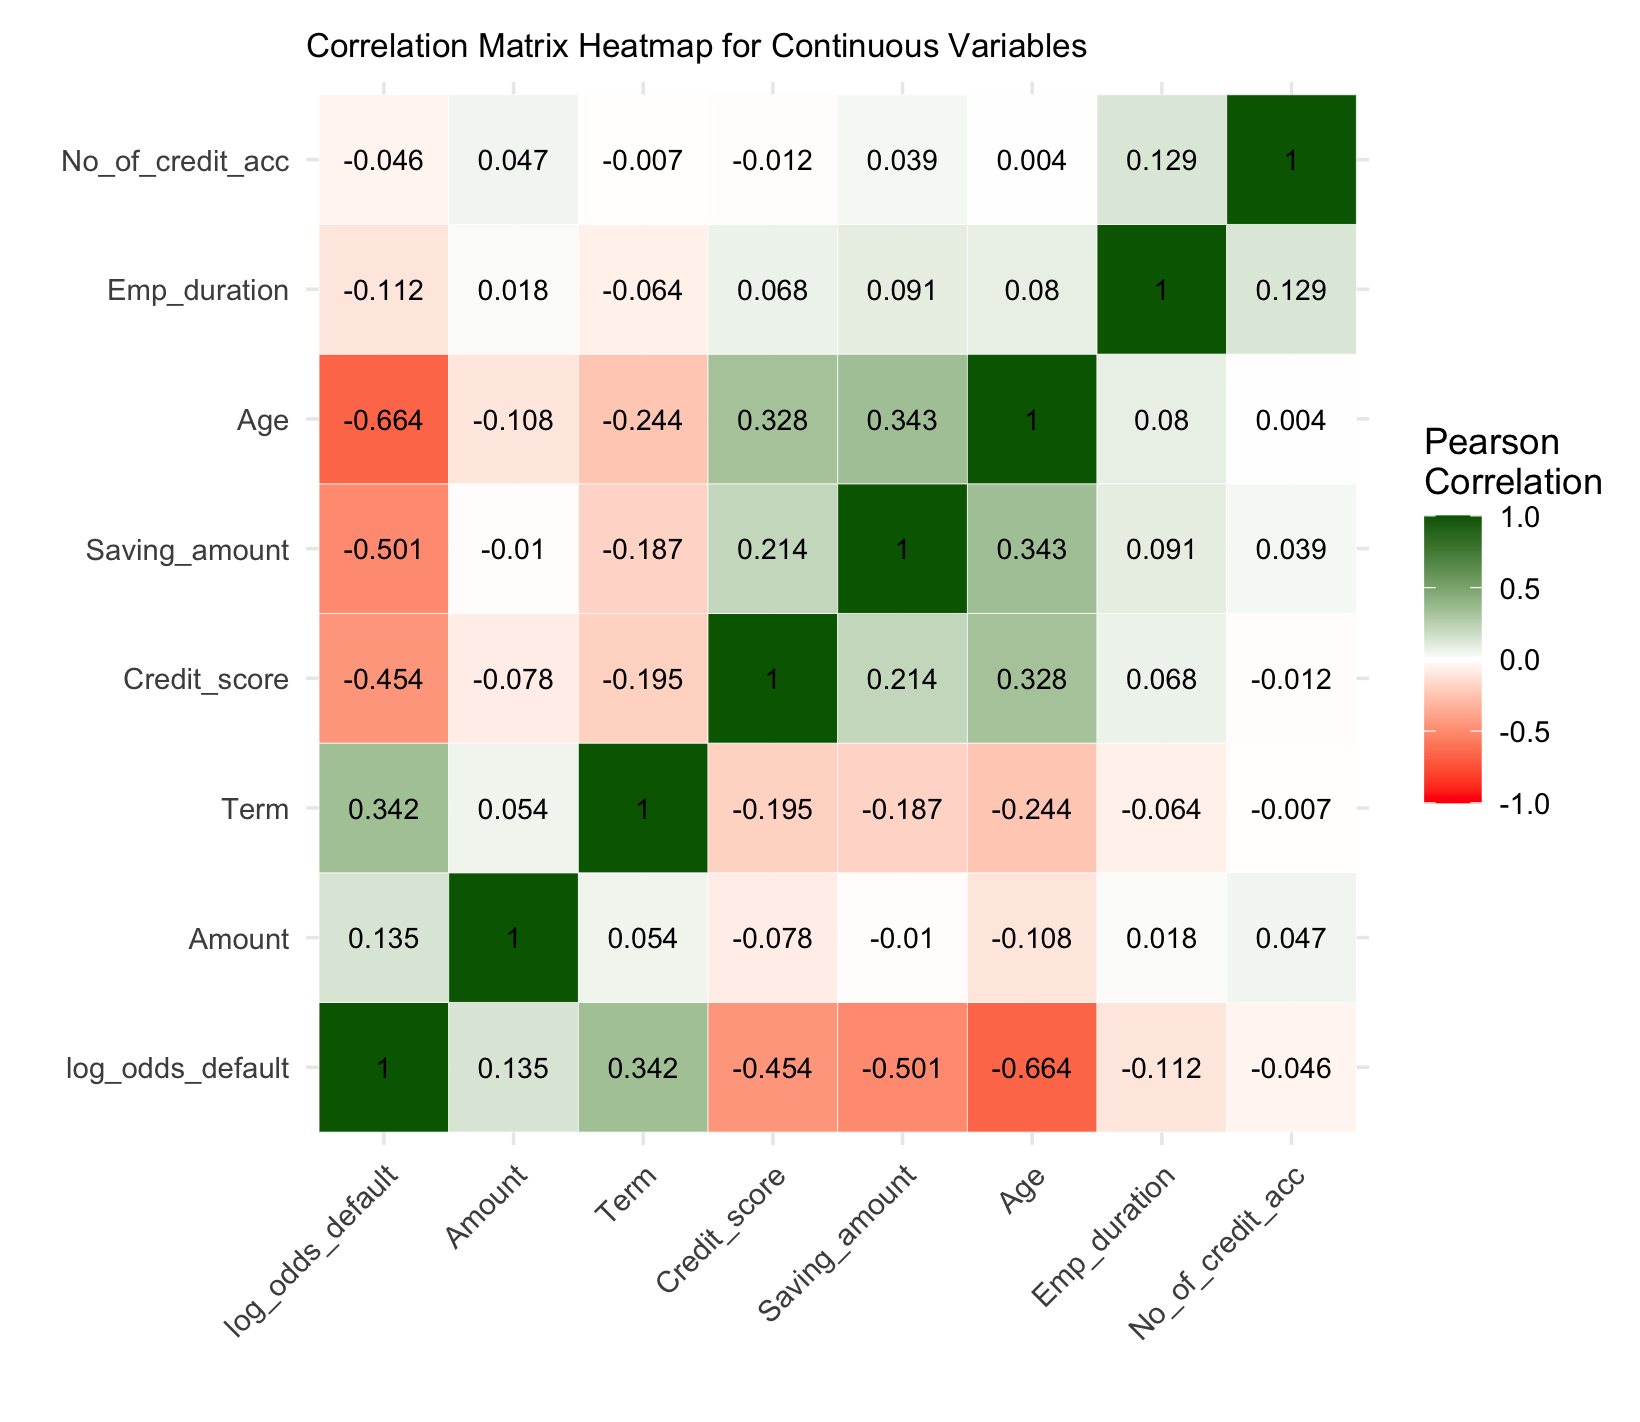 Correlation Matrix Heatmap for Continuous Variables
No_of_credit_acc -0.046 0.047 -0.007 -0.012 0.039 0.004 0.129 1
Emp_duration -0.112 0.018 -0.064 0.068 0.091 0.08 1 0.129
Age -0.664 -0.108 -0.244 0.328 0.343 1 0.08 0.004
Saving_amount -0.501 -0.01 -0.187 0.214 1 0.343 0.091 0.039
Credit_score -0.454 -0.078 -0.195 1 0.214 0.328 0.068 -0.012
Term 0.342 0.054 1 -0.195 -0.187 -0.244 -0.064 -0.007
Amount 0.135 1 0.054 -0.078 -0.01 -0.108 0.018 0.047
log_odds_default 1 0.135 0.342 -0.454 -0.501 -0.664 -0.112 -0.046
log_odds_default
Amount
Term
Credit_score
Saving_amount
Age
Emp_duration
No_of_credit_acc
Pearson
Correlation
1.0
0.5
0.0
-0.5
-1.0